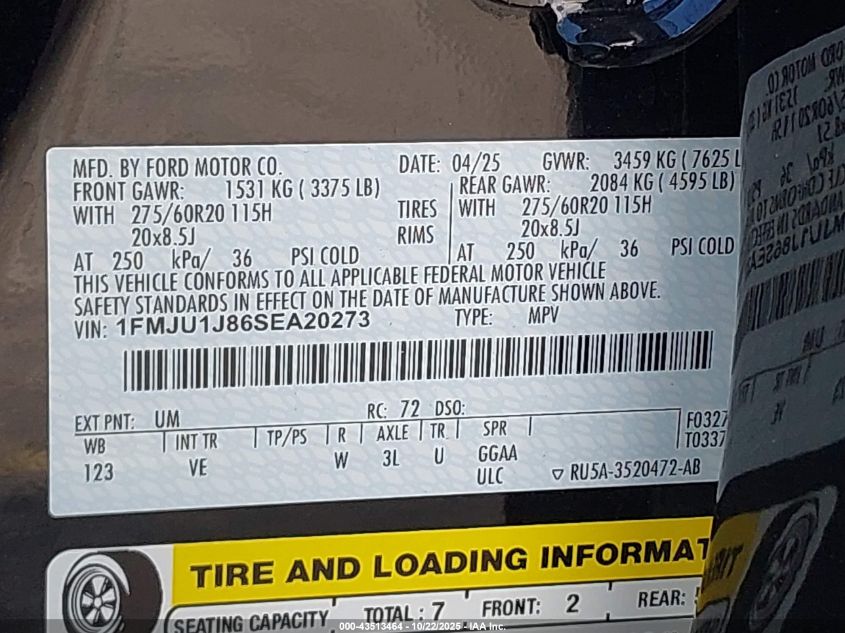 MFD. BY FORD MOTOR CO. DATE: 04/25 GVWR: 3459 KG ( 7625 L
FRONT GAWR: 1531 KG ( 3375 LB) REAR GAWR: 2084 KG ( 4595 LB)
WITH 275/60R20 115H TIRES WITH 275/60R20 115H
20x8.5J RIMS 20x8.5J
AT 250 kPa/ 36 PSI COLD AT 250 kPa/ 36 PSI COLD
THIS VEHICLE CONFORMS TO ALL APPLICABLE FEDERAL MOTOR VEHICLE
SAFETY STANDARDS IN EFFECT ON THE DATE OF MANUFACTURE SHOWN ABOVE.
VIN: 1FMJU1J86SEA20273 TYPE: MPV
EXT PNT: UM RC: 72 DSO:
WB INT TR TP/PS R AXLE TR SPR F0327
123 VE W 3L U GGAA T0337
ULC RU5A-3520472-AB
TIRE AND LOADING INFORMAT
SEATING CAPACITY TOTAL: 7 FRONT: 2 REAR:
000-43513464 - 10/22/2025 - IAA Inc.